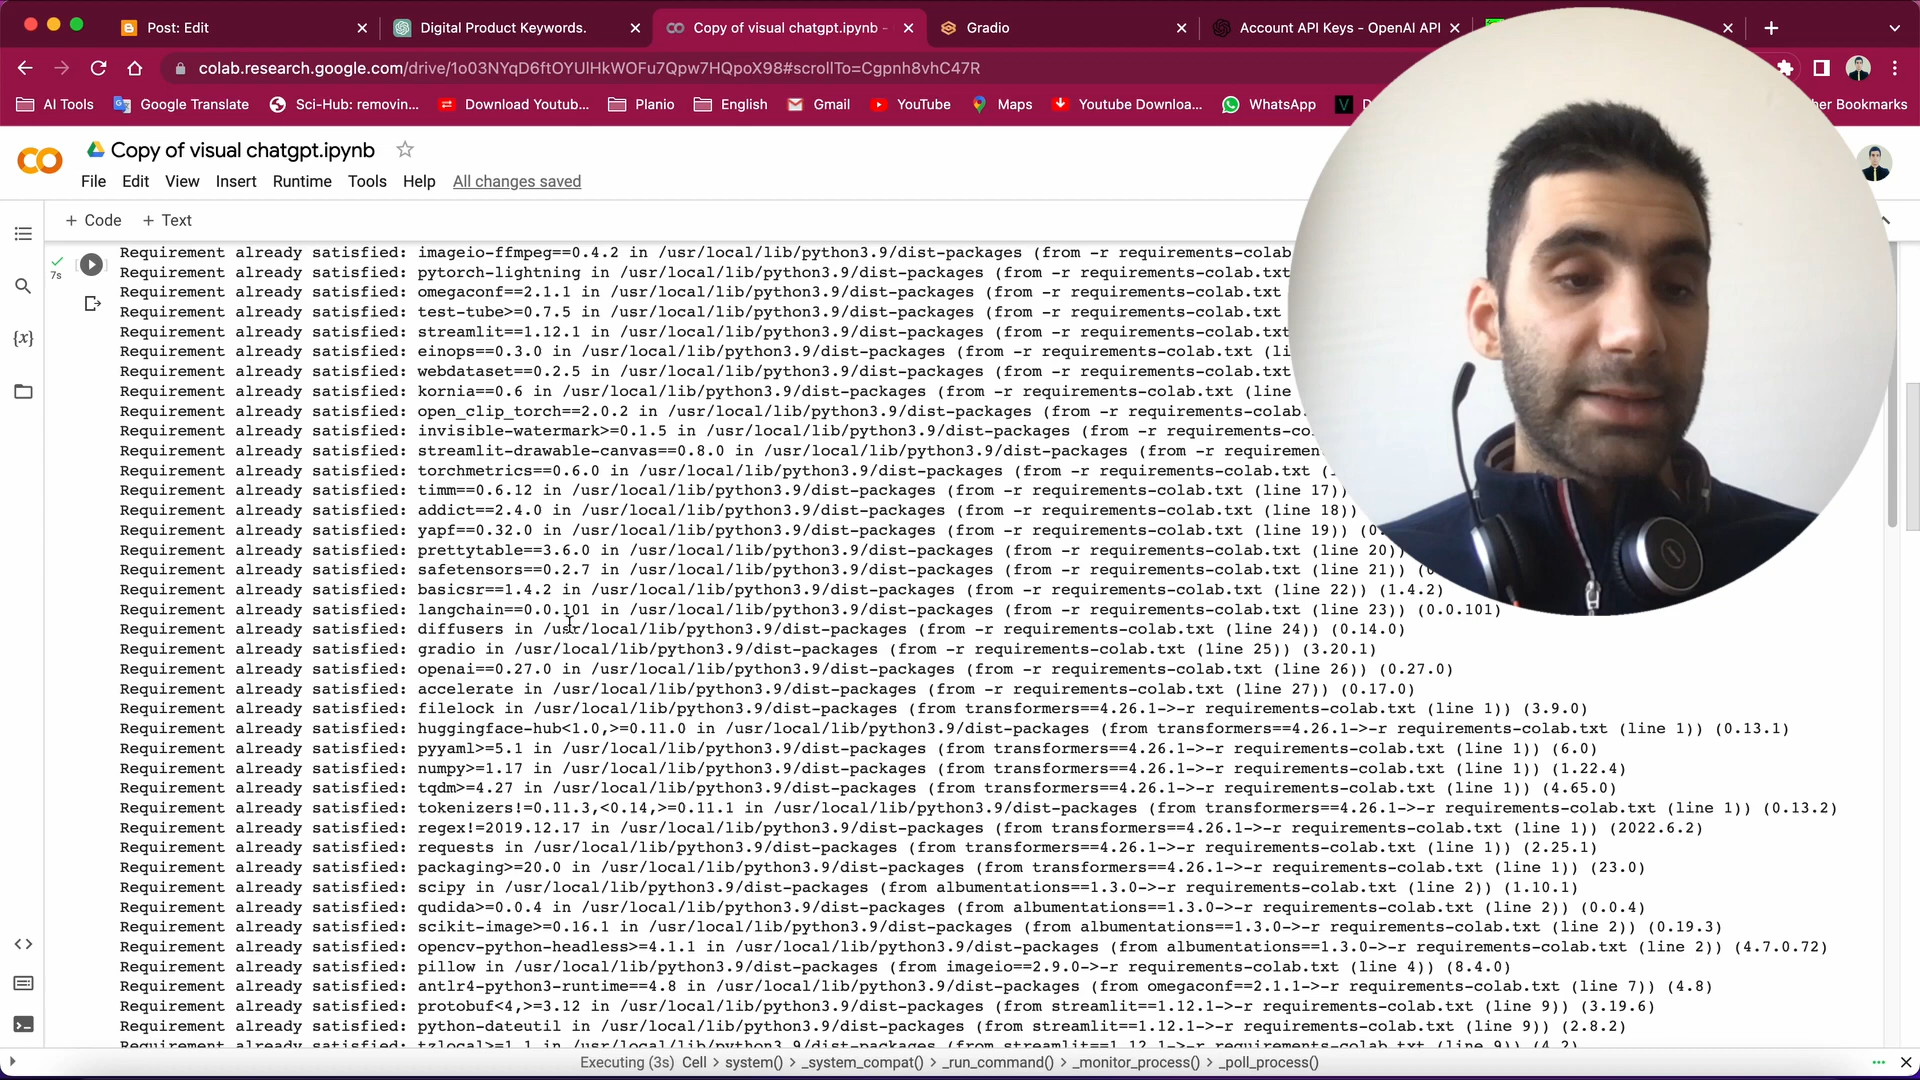 Post: Edit
Digital Product Keywords.
Copy of visual chatgpt.ipynb -
Gradio
Account API Keys - OpenAI API
colab.research.google.com/drive/1o03NYqD6ftOYUlHkWOFu7Qpw7HQpoX98#scrollTo=Cgpnh8vhC47R
AI Tools
Google Translate
Sci-Hub: removin...
Download Youtub...
Planio
English
Gmail
YouTube
Maps
Youtube Downloa...
WhatsApp
Bookmarks
Copy of visual chatgpt.ipynb
File Edit View Insert Runtime Tools Help All changes saved
+ Code + Text
7s
Requirement already satisfied: imageio-ffmpeg==0.4.2 in /usr/local/lib/python3.9/dist-packages (from -r requirements-colab
Requirement already satisfied: pytorch-lightning in /usr/local/lib/python3.9/dist-packages (from -r requirements-colab.txt
Requirement already satisfied: omegaconf==2.1.1 in /usr/local/lib/python3.9/dist-packages (from -r requirements-colab.txt
Requirement already satisfied: test-tube>=0.7.5 in /usr/local/lib/python3.9/dist-packages (from -r requirements-colab.txt
Requirement already satisfied: streamlit==1.12.1 in /usr/local/lib/python3.9/dist-packages (from -r requirements-colab.txt
Requirement already satisfied: einops==0.3.0 in /usr/local/lib/python3.9/dist-packages (from -r requirements-colab.txt (li
Requirement already satisfied: webdataset==0.2.5 in /usr/local/lib/python3.9/dist-packages (from -r requirements-colab.txt
Requirement already satisfied: kornia==0.6 in /usr/local/lib/python3.9/dist-packages (from -r requirements-colab.txt (line
Requirement already satisfied: open_clip_torch==2.0.2 in /usr/local/lib/python3.9/dist-packages (from -r requirements-colab.
Requirement already satisfied: invisible-watermark>=0.1.5 in /usr/local/lib/python3.9/dist-packages (from -r requirements-co
Requirement already satisfied: streamlit-drawable-canvas==0.8.0 in /usr/local/lib/python3.9/dist-packages (from -r requiremen
Requirement already satisfied: torchmetrics==0.6.0 in /usr/local/lib/python3.9/dist-packages (from -r requirements-colab.txt (
Requirement already satisfied: timm==0.6.12 in /usr/local/lib/python3.9/dist-packages (from -r requirements-colab.txt (line 17)
Requirement already satisfied: addict==2.4.0 in /usr/local/lib/python3.9/dist-packages (from -r requirements-colab.txt (line 18)
Requirement already satisfied: yapf==0.32.0 in /usr/local/lib/python3.9/dist-packages (from -r requirements-colab.txt (line 19)) (0.
Requirement already satisfied: prettytable==3.6.0 in /usr/local/lib/python3.9/dist-packages (from -r requirements-colab.txt (line 20))
Requirement already satisfied: safetensors==0.2.7 in /usr/local/lib/python3.9/dist-packages (from -r requirements-colab.txt (line 21)) (0
Requirement already satisfied: basicsr==1.4.2 in /usr/local/lib/python3.9/dist-packages (from -r requirements-colab.txt (line 22)) (1.4.2)
Requirement already satisfied: langchain==0.0.101 in /usr/local/lib/python3.9/dist-packages (from -r requirements-colab.txt (line 23)) (0.0.101)
Requirement already satisfied: diffusers in /usr/local/lib/python3.9/dist-packages (from -r requirements-colab.txt (line 24)) (0.14.0)
Requirement already satisfied: gradio in /usr/local/lib/python3.9/dist-packages (from -r requirements-colab.txt (line 25)) (3.20.1)
Requirement already satisfied: openai==0.27.0 in /usr/local/lib/python3.9/dist-packages (from -r requirements-colab.txt (line 26)) (0.27.0)
Requirement already satisfied: accelerate in /usr/local/lib/python3.9/dist-packages (from -r requirements-colab.txt (line 27)) (0.17.0)
Requirement already satisfied: filelock in /usr/local/lib/python3.9/dist-packages (from transformers==4.26.1->-r requirements-colab.txt (line 1)) (3.9.0)
Requirement already satisfied: huggingface-hub<1.0,>=0.11.0 in /usr/local/lib/python3.9/dist-packages (from transformers==4.26.1->-r requirements-colab.txt (line 1)) (0.13.1)
Requirement already satisfied: pyyaml>=5.1 in /usr/local/lib/python3.9/dist-packages (from transformers==4.26.1->-r requirements-colab.txt (line 1)) (6.0)
Requirement already satisfied: numpy>=1.17 in /usr/local/lib/python3.9/dist-packages (from transformers==4.26.1->-r requirements-colab.txt (line 1)) (1.22.4)
Requirement already satisfied: tqdm>=4.27 in /usr/local/lib/python3.9/dist-packages (from transformers==4.26.1->-r requirements-colab.txt (line 1)) (4.65.0)
Requirement already satisfied: tokenizers!=0.11.3,<0.14,>=0.11.1 in /usr/local/lib/python3.9/dist-packages (from transformers==4.26.1->-r requirements-colab.txt (line 1)) (0.13.2)
Requirement already satisfied: regex!=2019.12.17 in /usr/local/lib/python3.9/dist-packages (from transformers==4.26.1->-r requirements-colab.txt (line 1)) (2022.6.2)
Requirement already satisfied: requests in /usr/local/lib/python3.9/dist-packages (from transformers==4.26.1->-r requirements-colab.txt (line 1)) (2.25.1)
Requirement already satisfied: packaging>=20.0 in /usr/local/lib/python3.9/dist-packages (from transformers==4.26.1->-r requirements-colab.txt (line 1)) (23.0)
Requirement already satisfied: scipy in /usr/local/lib/python3.9/dist-packages (from albumentations==1.3.0->-r requirements-colab.txt (line 2)) (1.10.1)
Requirement already satisfied: qudida>=0.0.4 in /usr/local/lib/python3.9/dist-packages (from albumentations==1.3.0->-r requirements-colab.txt (line 2)) (0.0.4)
Requirement already satisfied: scikit-image>=0.16.1 in /usr/local/lib/python3.9/dist-packages (from albumentations==1.3.0->-r requirements-colab.txt (line 2)) (0.19.3)
Requirement already satisfied: opencv-python-headless>=4.1.1 in /usr/local/lib/python3.9/dist-packages (from albumentations==1.3.0->-r requirements-colab.txt (line 2)) (4.7.0.72)
Requirement already satisfied: pillow in /usr/local/lib/python3.9/dist-packages (from imageio==2.9.0->-r requirements-colab.txt (line 4)) (8.4.0)
Requirement already satisfied: antlr4-python3-runtime==4.8 in /usr/local/lib/python3.9/dist-packages (from omegaconf==2.1.1->-r requirements-colab.txt (line 7)) (4.8)
Requirement already satisfied: protobuf<4,>=3.12 in /usr/local/lib/python3.9/dist-packages (from streamlit==1.12.1->-r requirements-colab.txt (line 9)) (3.19.6)
Requirement already satisfied: python-dateutil in /usr/local/lib/python3.9/dist-packages (from streamlit==1.12.1->-r requirements-colab.txt (line 9)) (2.8.2)
Requirement already satisfied: tzlocal>=1.1 in /usr/local/lib/python3.9/dist-packages (from streamlit==1.12.1->-r requirements-colab.txt (line 9)) (4.2)
Executing (3s) Cell > system() > _system_compat() > _run_command() > _monitor_process() > _poll_process()